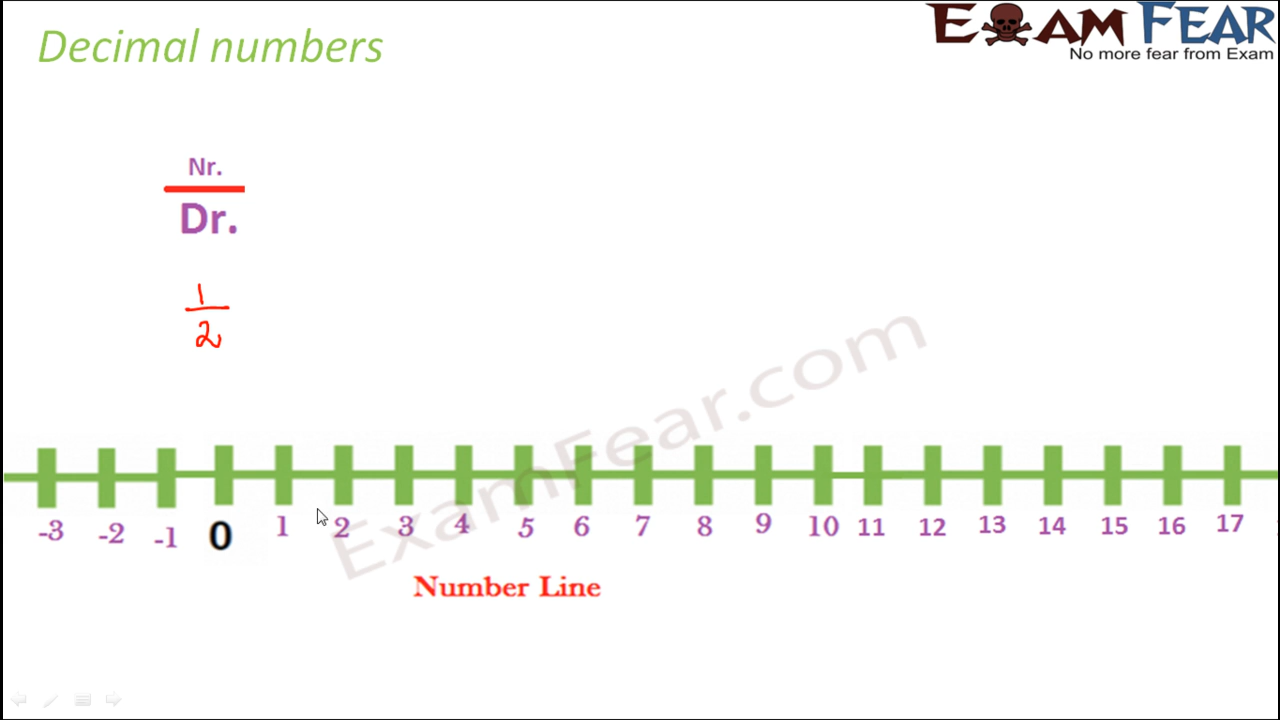 Decimal numbers
EXAM FEAR
No more fear from Exam
Nr.
Dr.
1
2
ExamFear.com
-3 -2 -1 0 1 2 3 4 5 6 7 8 9 10 11 12 13 14 15 16 17
Number Line